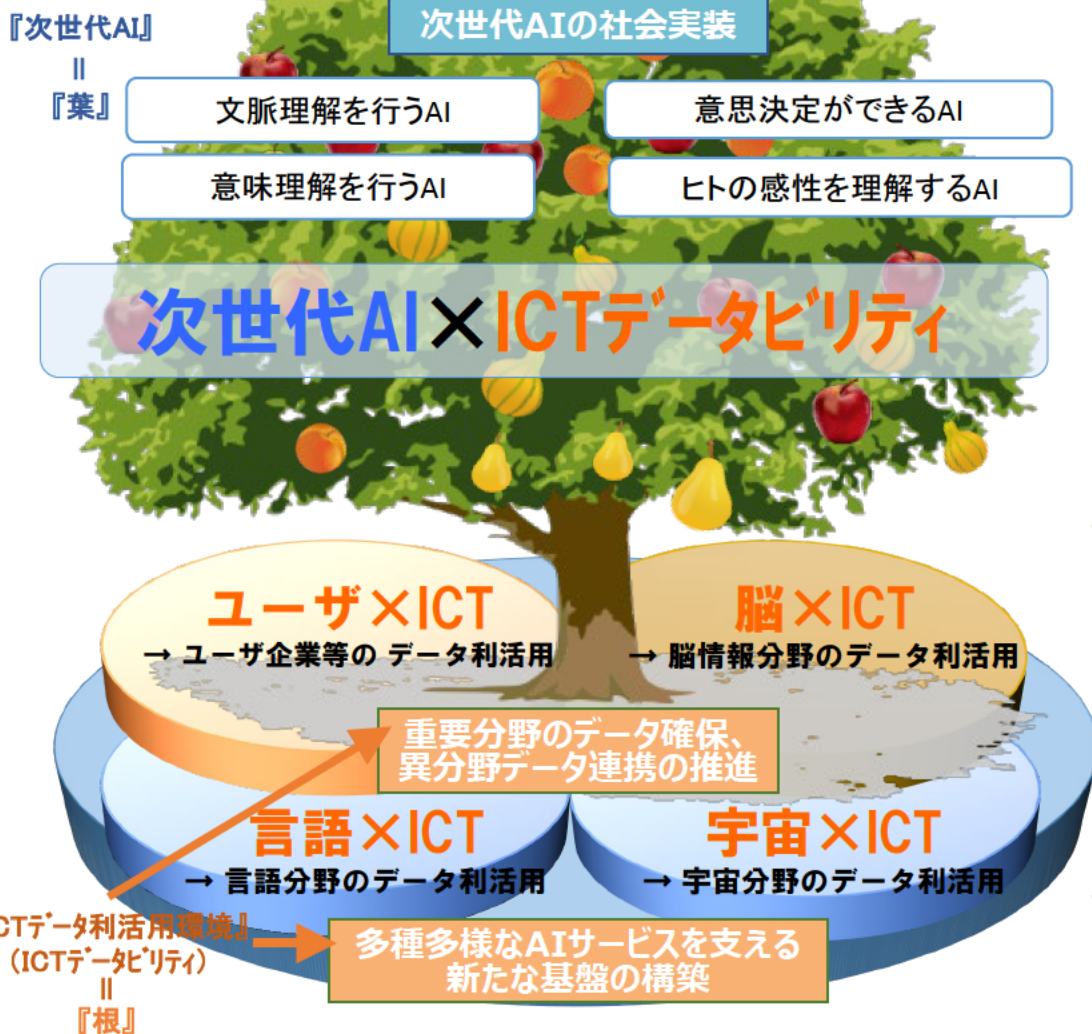 『次世代AI』
=
『葉』
次世代AIの社会実装
文脈理解を行うAI
意思決定ができるAI
意味理解を行うAI
ヒトの感性を理解するAI
次世代AI×ICTデータビリティ
ユーザ×ICT
→ ユーザ企業等の データ利活用
脳×ICT
→ 脳情報分野のデータ利活用
重要分野のデータ確保、
異分野データ連携の推進
言語×ICT
→ 言語分野のデータ利活用
宇宙×ICT
→ 宇宙分野のデータ利活用
CTデータ利活用環境』
(ICTデータビリティ)
=
『根』
多種多様なAIサービスを支える
新たな基盤の構築